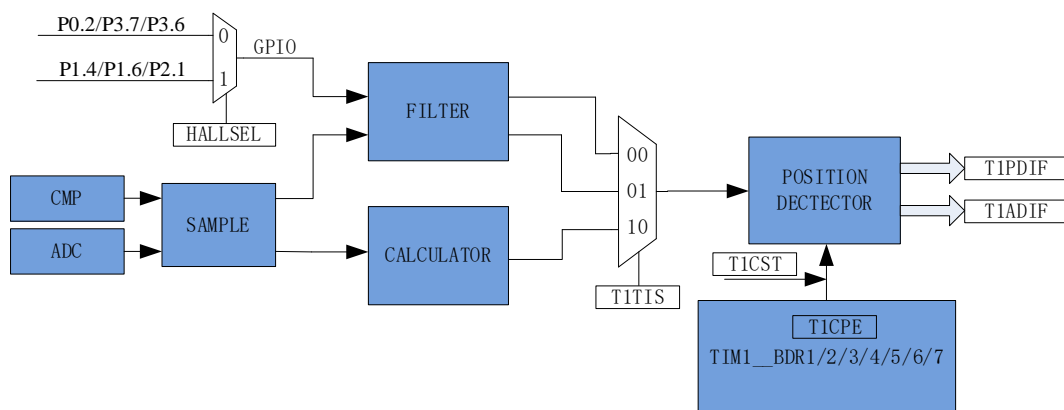 P0.2/P3.7/P3.6
0
GPIO
P1.4/P1.6/P2.1
1
HALLSEL
FILTER
CMP
ADC
SAMPLE
CALCULATOR
00
01
10
T1TIS
POSITION
DECTECTOR
T1PDIF
T1ADIF
T1CST
T1CPE
TIM1__BDR1/2/3/4/5/6/7